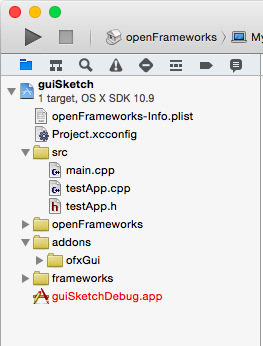 openFrameworks
My
guiSketch
1 target, OS X SDK 10.9
openFrameworks-Info.plist
Project.xcconfig
src
main.cpp
testApp.cpp
testApp.h
openFrameworks
addons
ofxGui
frameworks
guiSketchDebug.app